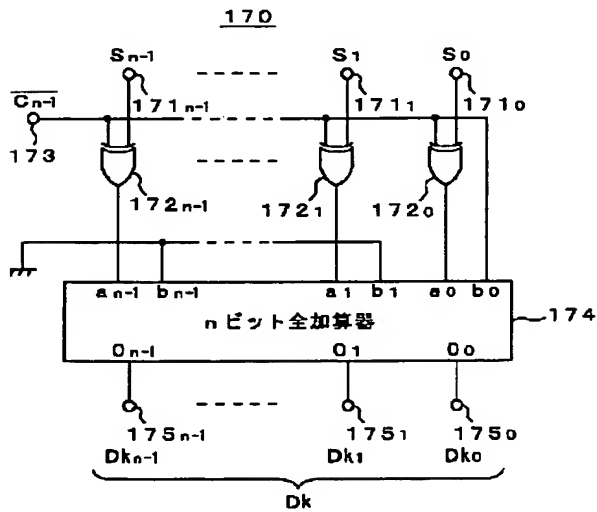 170
Sn-1 S1 S0
171n-1 1711 1710
Cn-1
173
172n-1 1721 1720
an-1 bn-1 a1 b1 a0 b0
nビット全加算器
174
On-1 O1 O0
175n-1 1751 1750
Dkn-1 Dk1 Dk0
Dk